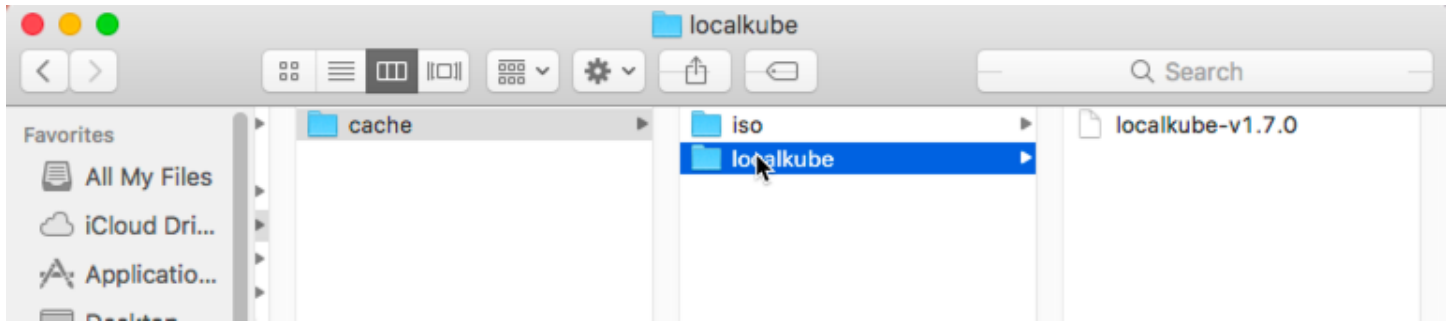 localkube
Search
Favorites
All My Files
iCloud Dri...
Applicatio...
cache
iso
localkube
localkube-v1.7.0